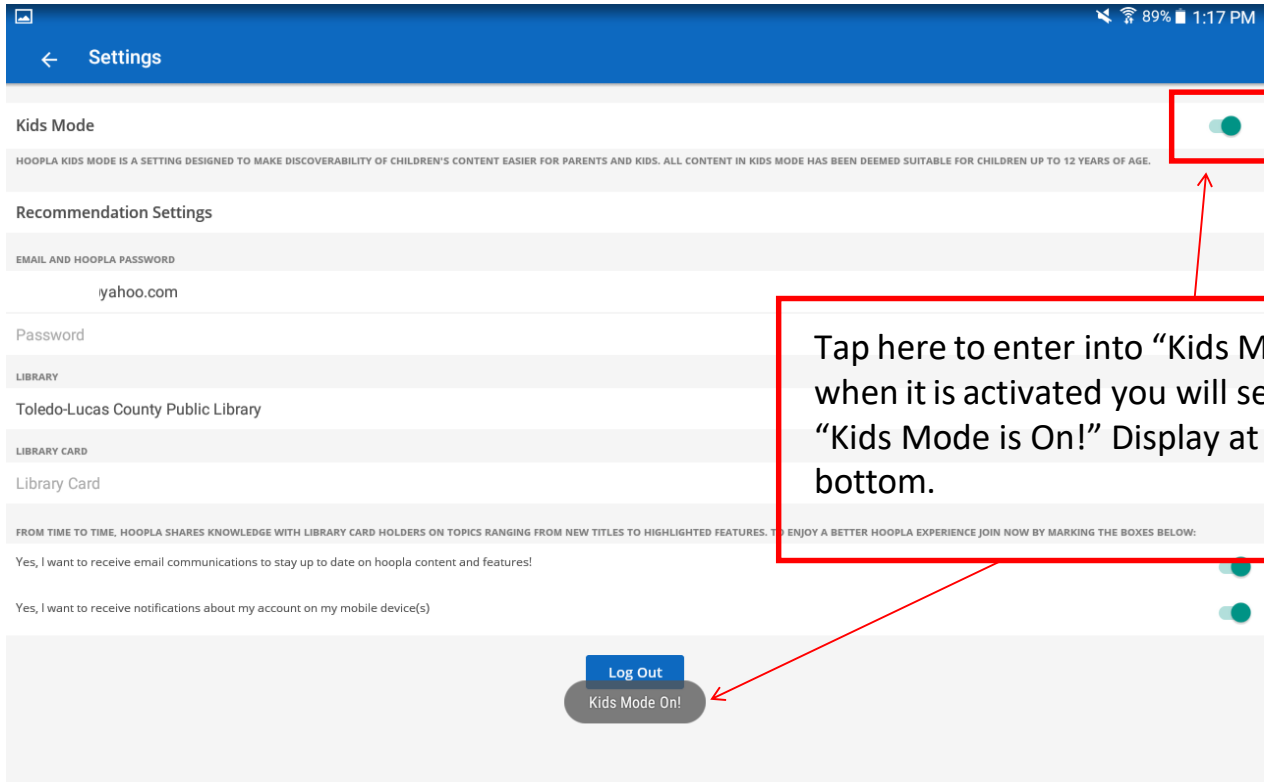 89% 1:17 PM
Settings
Kids Mode
HOOPLA KIDS MODE IS A SETTING DESIGNED TO MAKE DISCOVERABILITY OF CHILDREN'S CONTENT EASIER FOR PARENTS AND KIDS. ALL CONTENT IN KIDS MODE HAS BEEN DEEMED SUITABLE FOR CHILDREN UP TO 12 YEARS OF AGE.
Recommendation Settings
EMAIL AND HOOPLA PASSWORD
yahoo.com
Password
LIBRARY
Toledo-Lucas County Public Library
LIBRARY CARD
Library Card
Tap here to enter into “Kids
when it is activated you will
“Kids Mode is On!” Display at
bottom.
FROM TIME TO TIME, HOOPLA SHARES KNOWLEDGE WITH LIBRARY CARD HOLDERS ON TOPICS RANGING FROM NEW TITLES TO HIGHLIGHTED FEATURES. TO ENJOY A BETTER HOOPLA EXPERIENCE JOIN NOW BY MARKING THE BOXES BELOW:
Yes, I want to receive email communications to stay up to date on hoopla content and features!
Yes, I want to receive notifications about my account on my mobile device(s)
Log Out
Kids Mode On!